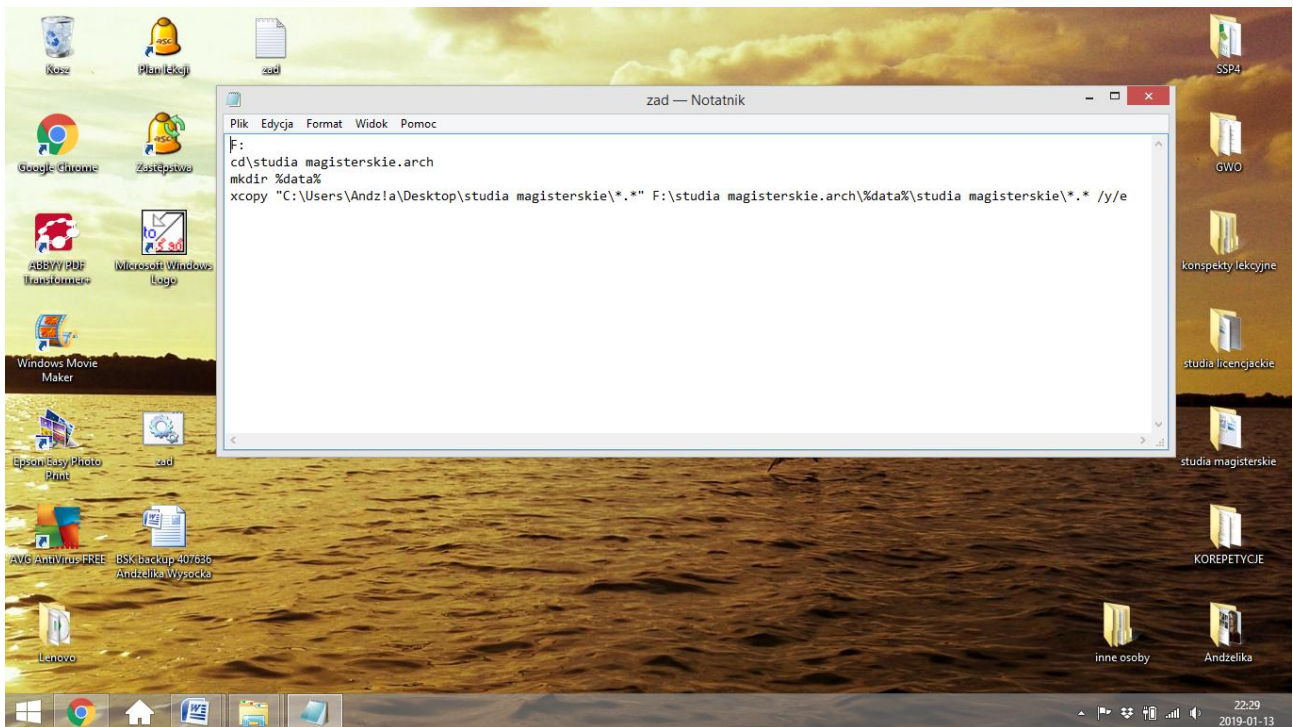 Kosz
Plan lekcji
zad
SSP4
zad — Notatnik
Plik Edycja Format Widok Pomoc
F:
cd\studia magisterskie.arch
mkdir %data%
xcopy "C:\Users\Andz!a\Desktop\studia magisterskie\*.*" F:\studia magisterskie.arch\%data%\studia magisterskie\*.* /y/e
Google Chrome
Zastępstwa
GWO
ABBYY PDF
Transformer+
Microsoft Windows
Logo
konspekty lekcyjne
Windows Movie
Maker
studia licencjackie
Epson Easy Photo
Print
zad
studia magisterskie
AVG AntiVirus FREE
BSK backup 407636
Andżelika Wysocka
KOREPETYCJE
Lenovo
inne osoby
Andżelika
22:29
2019-01-13